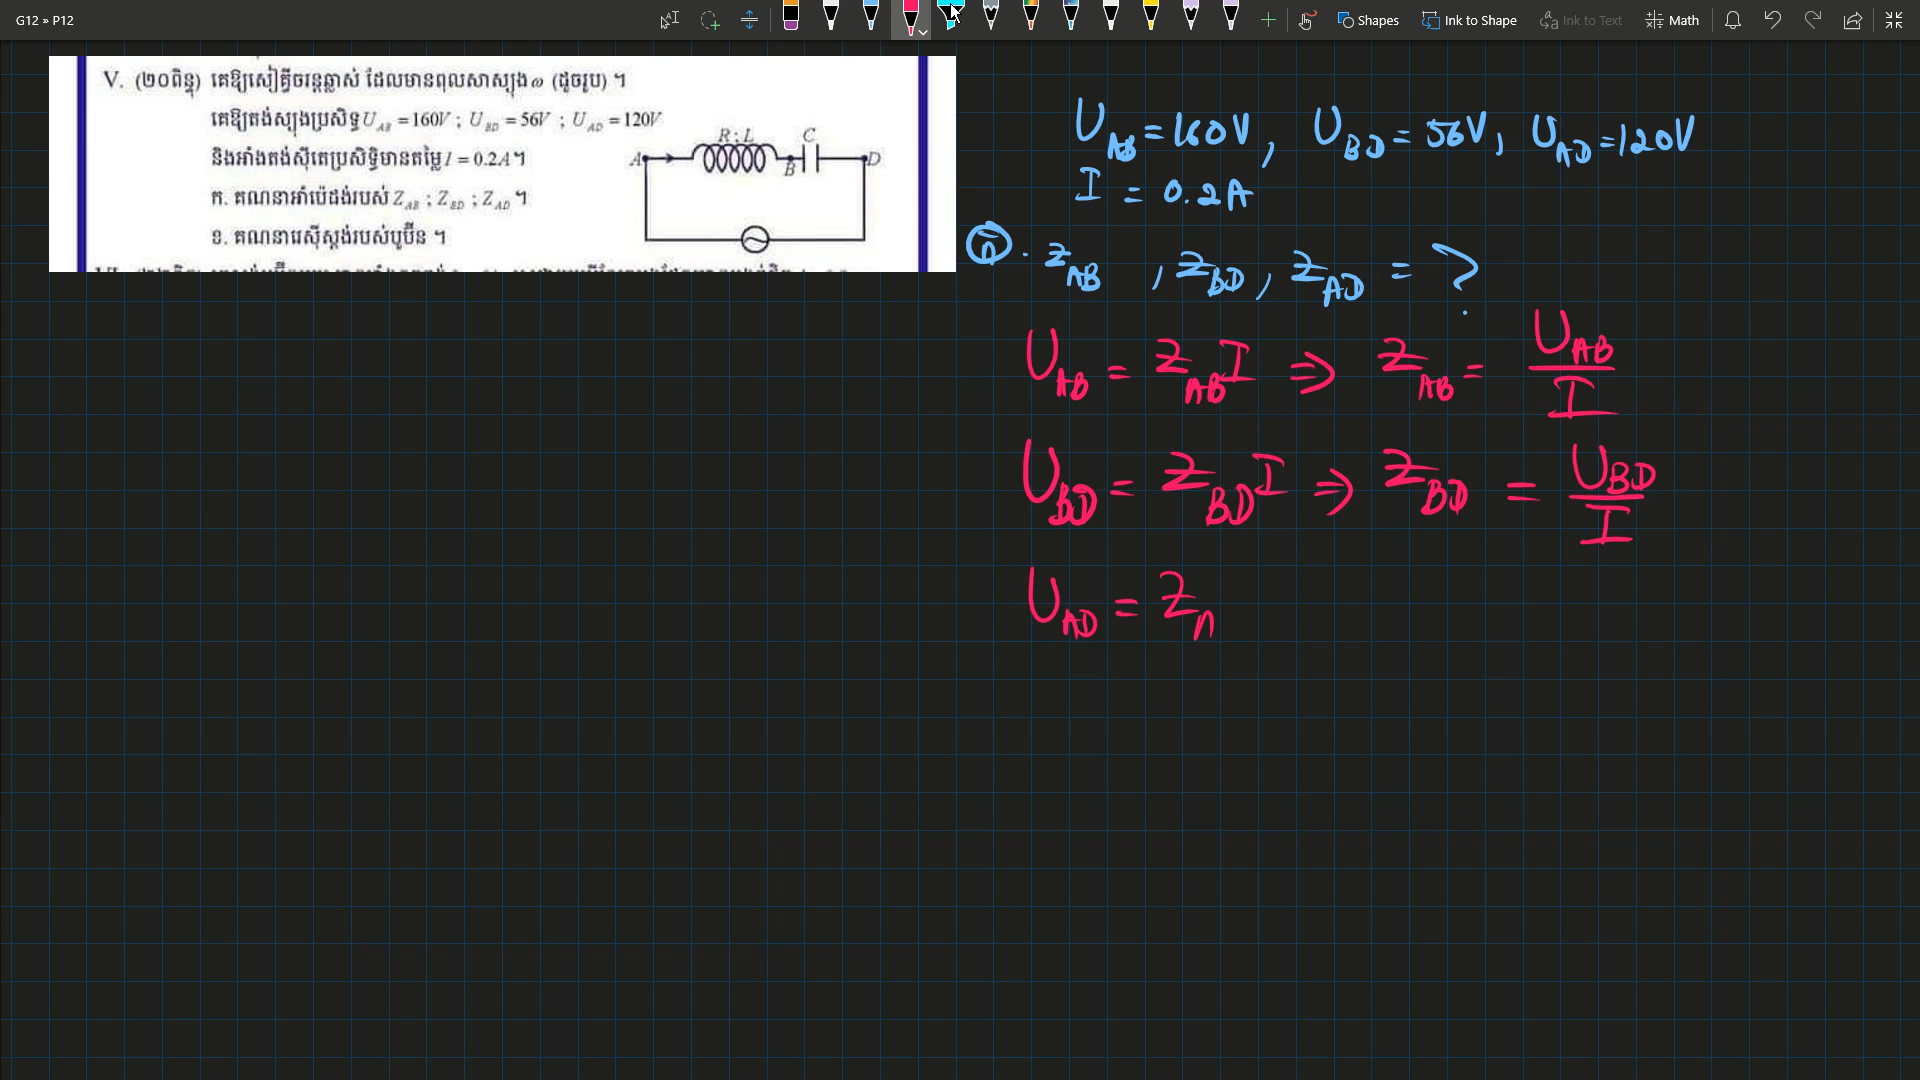 G12 » P12
Shapes
Ink to Shape
Ink to Text
Math
V. (២០ពិន្ទុ) គេឱ្យសៀគ្វីចរន្តឆ្លាស់ ដែលមានពុលសាស្យុង ω (ដូចរូប) ។
គេឱ្យតង់ស្យុងប្រសិទ្ធ U_AB = 160V ; U_BD = 56V ; U_AD = 120V
និងអាំងតង់ស៊ីតេប្រសិទ្ធិមានតម្លៃ I = 0.2A ។
ក. គណនាអាំប៉េដង់របស់ Z_AB ; Z_BD ; Z_AD ។
ខ. គណនារេស៊ីស្តង់របស់បូប៊ីន ។
R ; L
C
A
B
D
U_AB = 160V, U_BD = 56V, U_AD = 120V
I = 0.2A
ក. Z_AB , Z_BD, Z_AD = ?
U_AB = Z_AB I ⇒ Z_AB = U_AB / I
U_BD = Z_BD I ⇒ Z_BD = U_BD / I
U_AD = Z